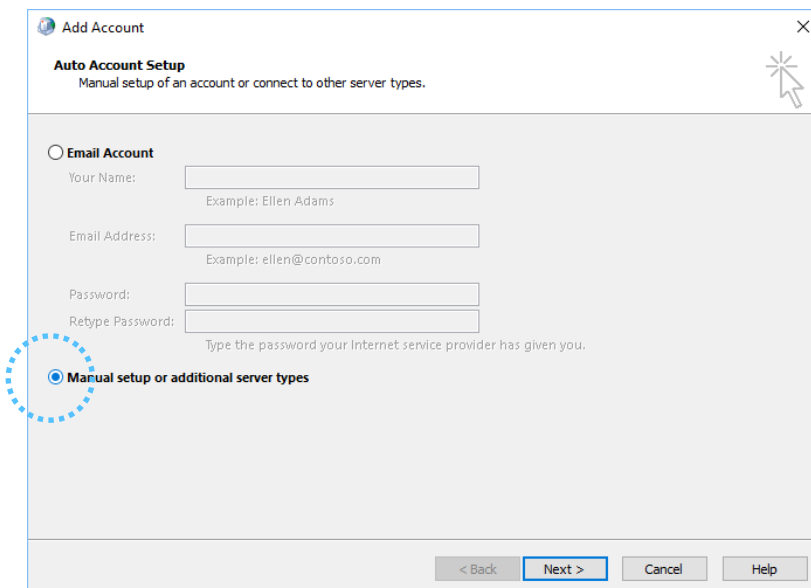 Add Account
Auto Account Setup
Manual setup of an account or connect to other server types.
Email Account
Your Name:
Example: Ellen Adams
Email Address:
Example: ellen@contoso.com
Password:
Retype Password:
Type the password your Internet service provider has given you.
Manual setup or additional server types
< Back Next > Cancel Help